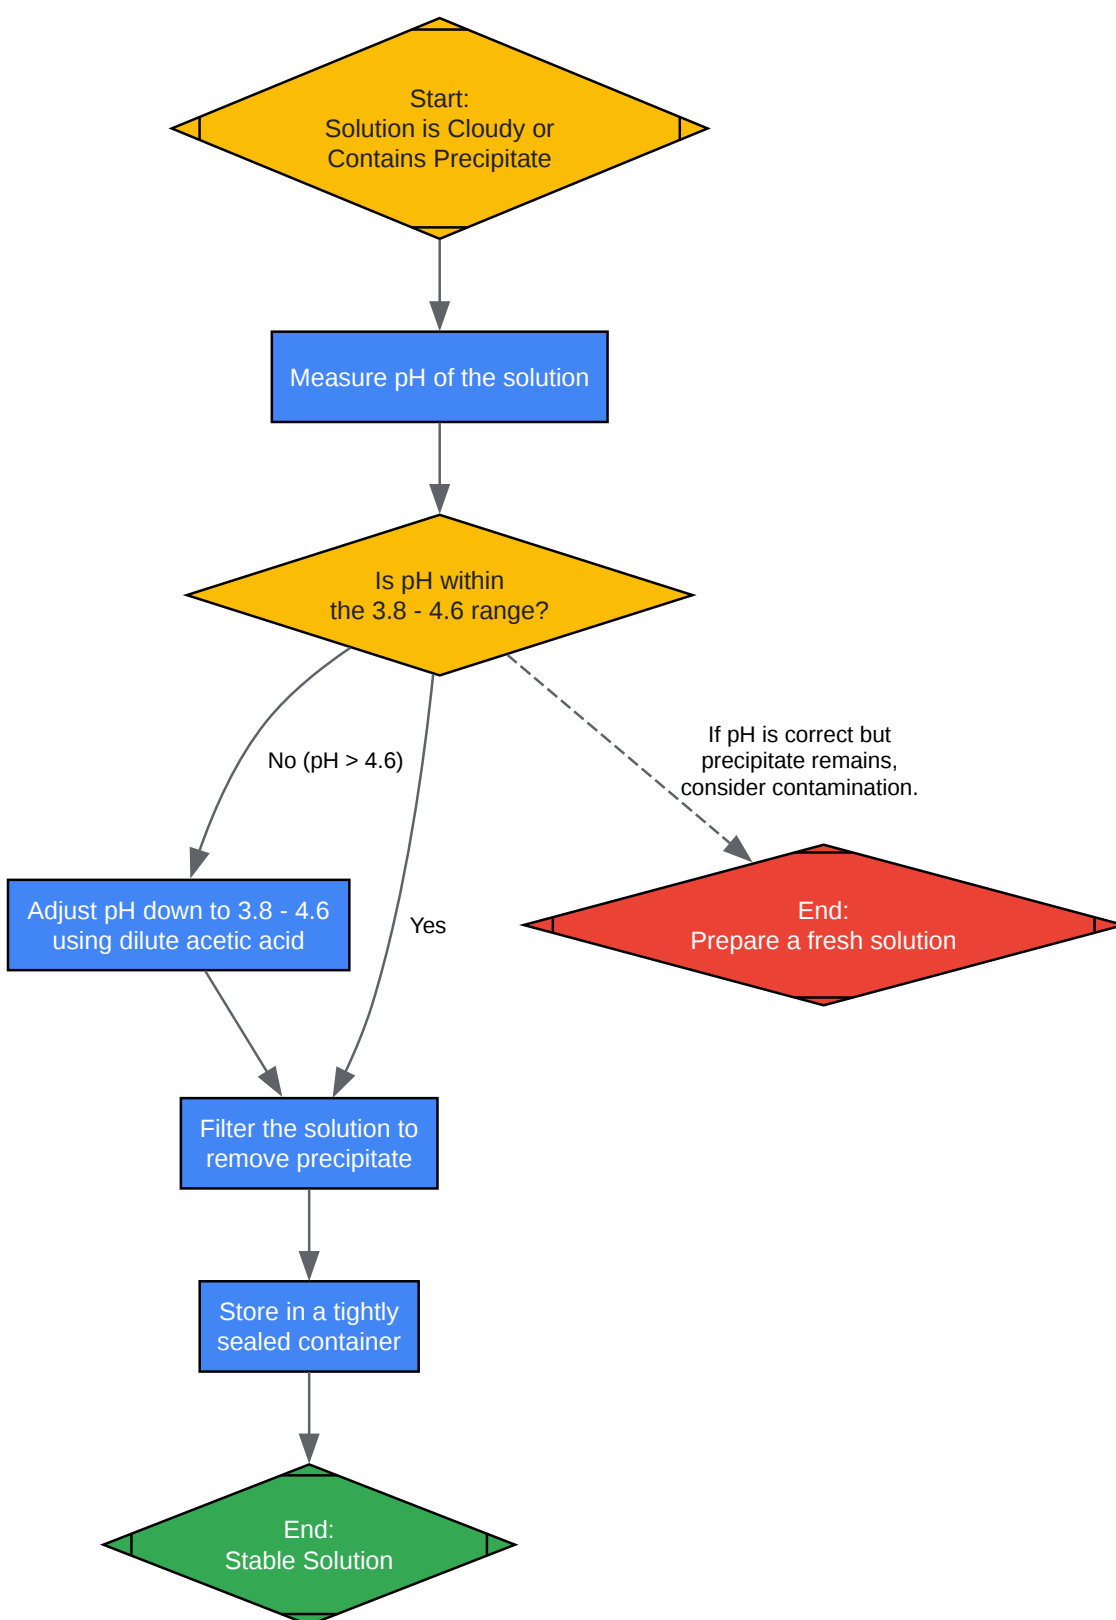 Start:
Solution is Cloudy or
Contains Precipitate
Measure pH of the solution
Is pH within
the 3.8 - 4.6 range?
No (pH > 4.6)
If pH is correct but
precipitate remains,
consider contamination.
Adjust pH down to 3.8 - 4.6
using dilute acetic acid
Yes
End:
Prepare a fresh solution
Filter the solution to
remove precipitate
Store in a tightly
sealed container
End:
Stable Solution